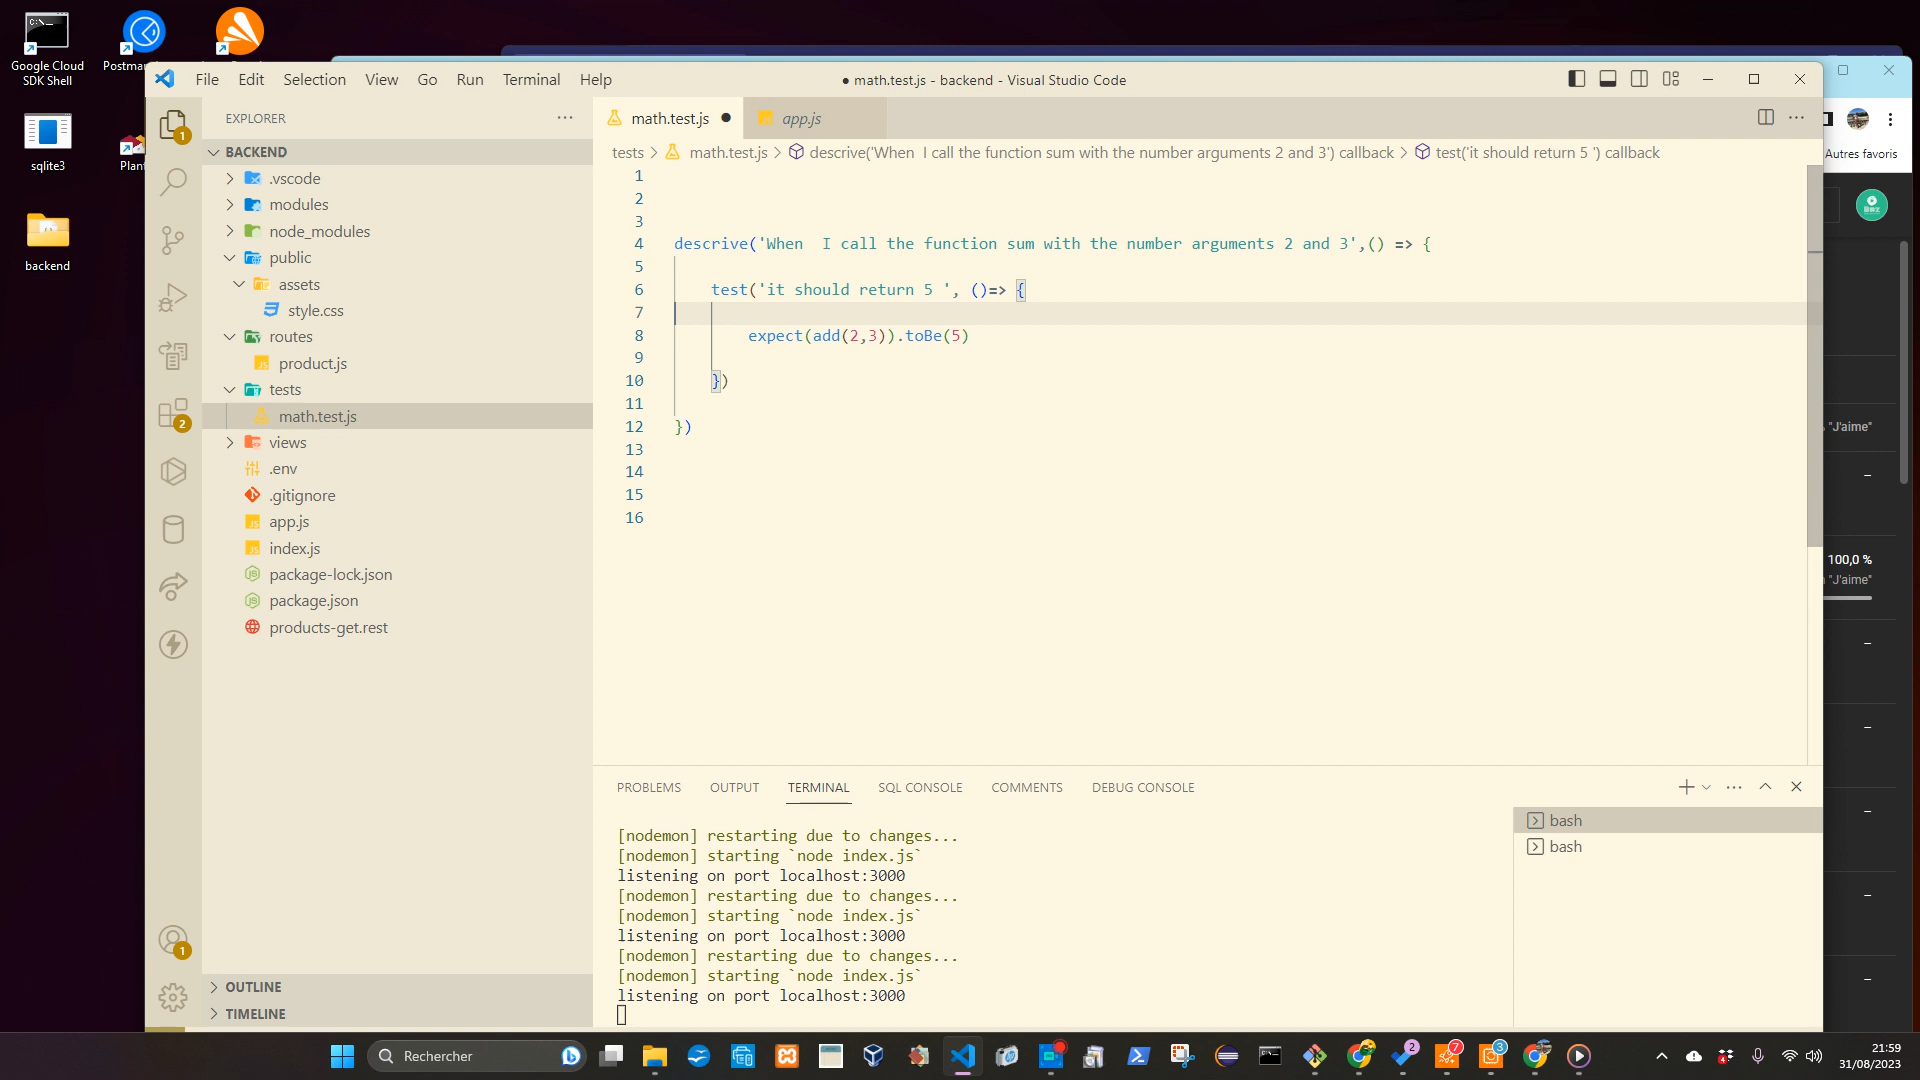 Google Cloud
SDK Shell
Postma
sqlite3
Plant
backend
File Edit Selection View Go Run Terminal Help
● math.test.js - backend - Visual Studio Code
EXPLORER
BACKEND
.vscode
modules
node_modules
public
assets
style.css
routes
product.js
tests
math.test.js
views
.env
.gitignore
app.js
index.js
package-lock.json
package.json
products-get.rest
OUTLINE
TIMELINE
1
2
1
math.test.js ●
app.js
tests > math.test.js > descrive('When  I call the function sum with the number arguments 2 and 3') callback > test('it should return 5 ') callback
1
2
3
4 descrive('When  I call the function sum with the number arguments 2 and 3',() => {
5
6 test('it should return 5 ', ()=> {
7
8 expect(add(2,3)).toBe(5)
9
10 })
11
12 })
13
14
15
16
PROBLEMS OUTPUT TERMINAL SQL CONSOLE COMMENTS DEBUG CONSOLE
[nodemon] restarting due to changes...
[nodemon] starting `node index.js`
listening on port localhost:3000
[nodemon] restarting due to changes...
[nodemon] starting `node index.js`
listening on port localhost:3000
[nodemon] restarting due to changes...
[nodemon] starting `node index.js`
listening on port localhost:3000
bash
bash
Autres favoris
"J'aime"
100,0 %
"J'aime"
Rechercher
2
7
3
21:59
31/08/2023